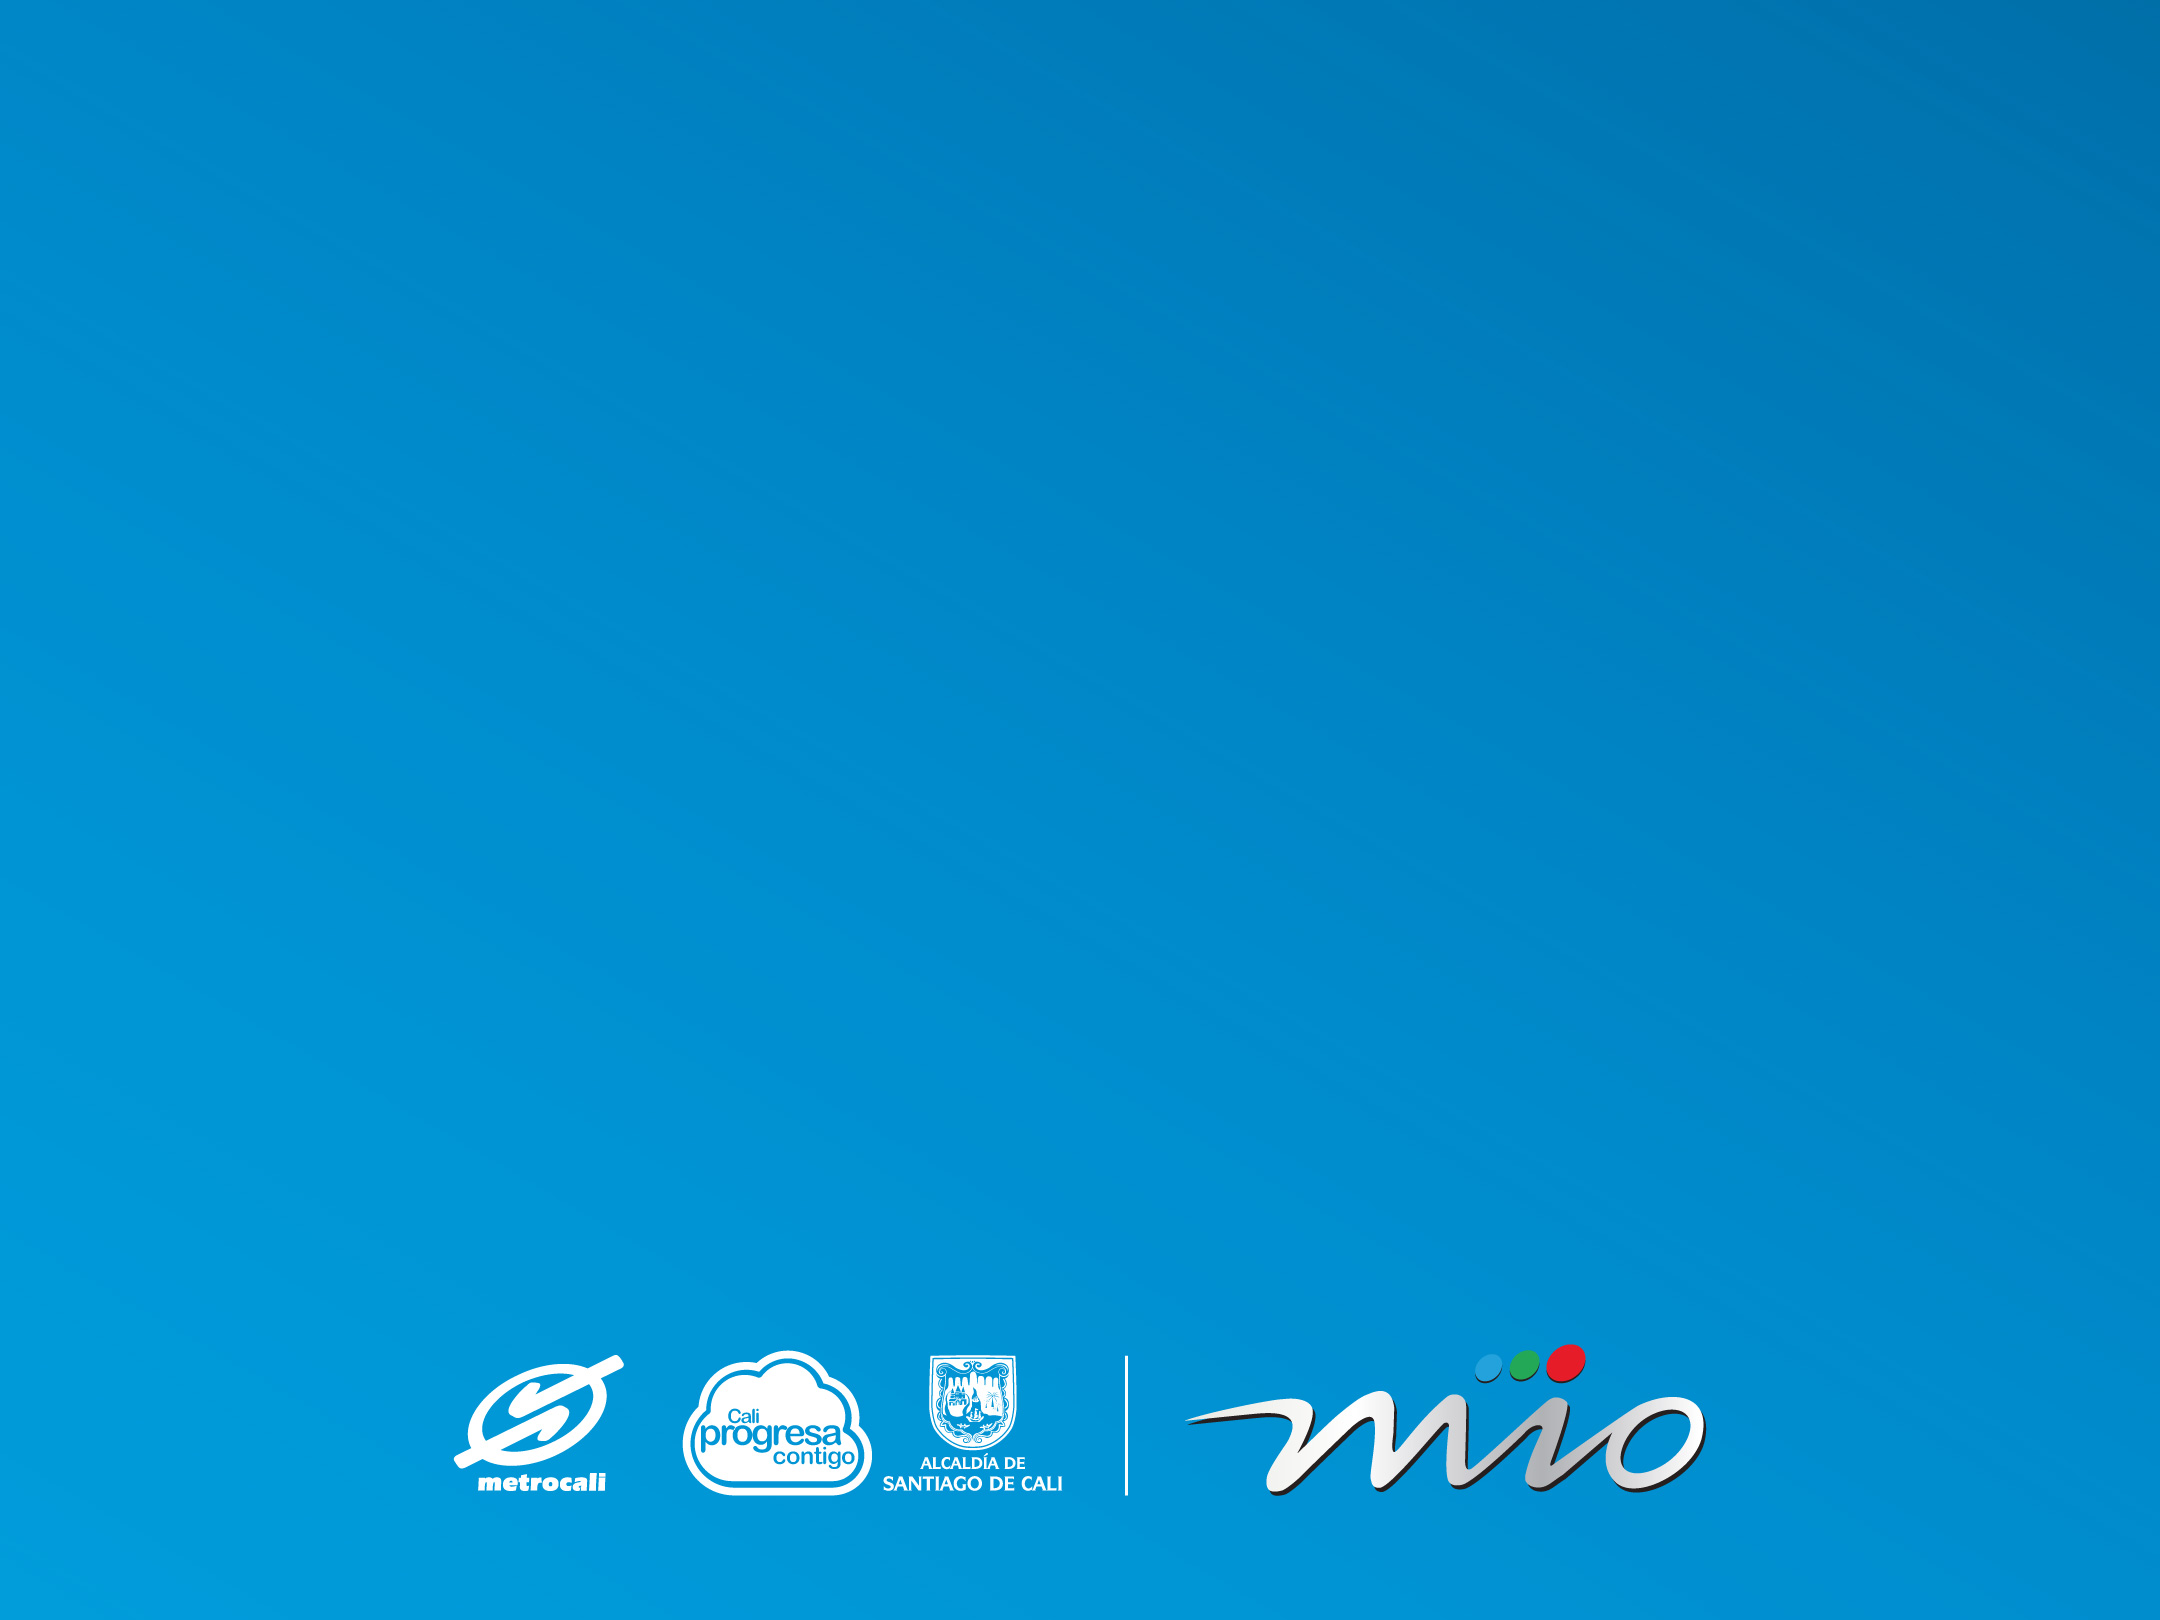 metrocali
Cali
progresa
contigo
ALCALDÍA DE
SANTIAGO DE CALI
mio